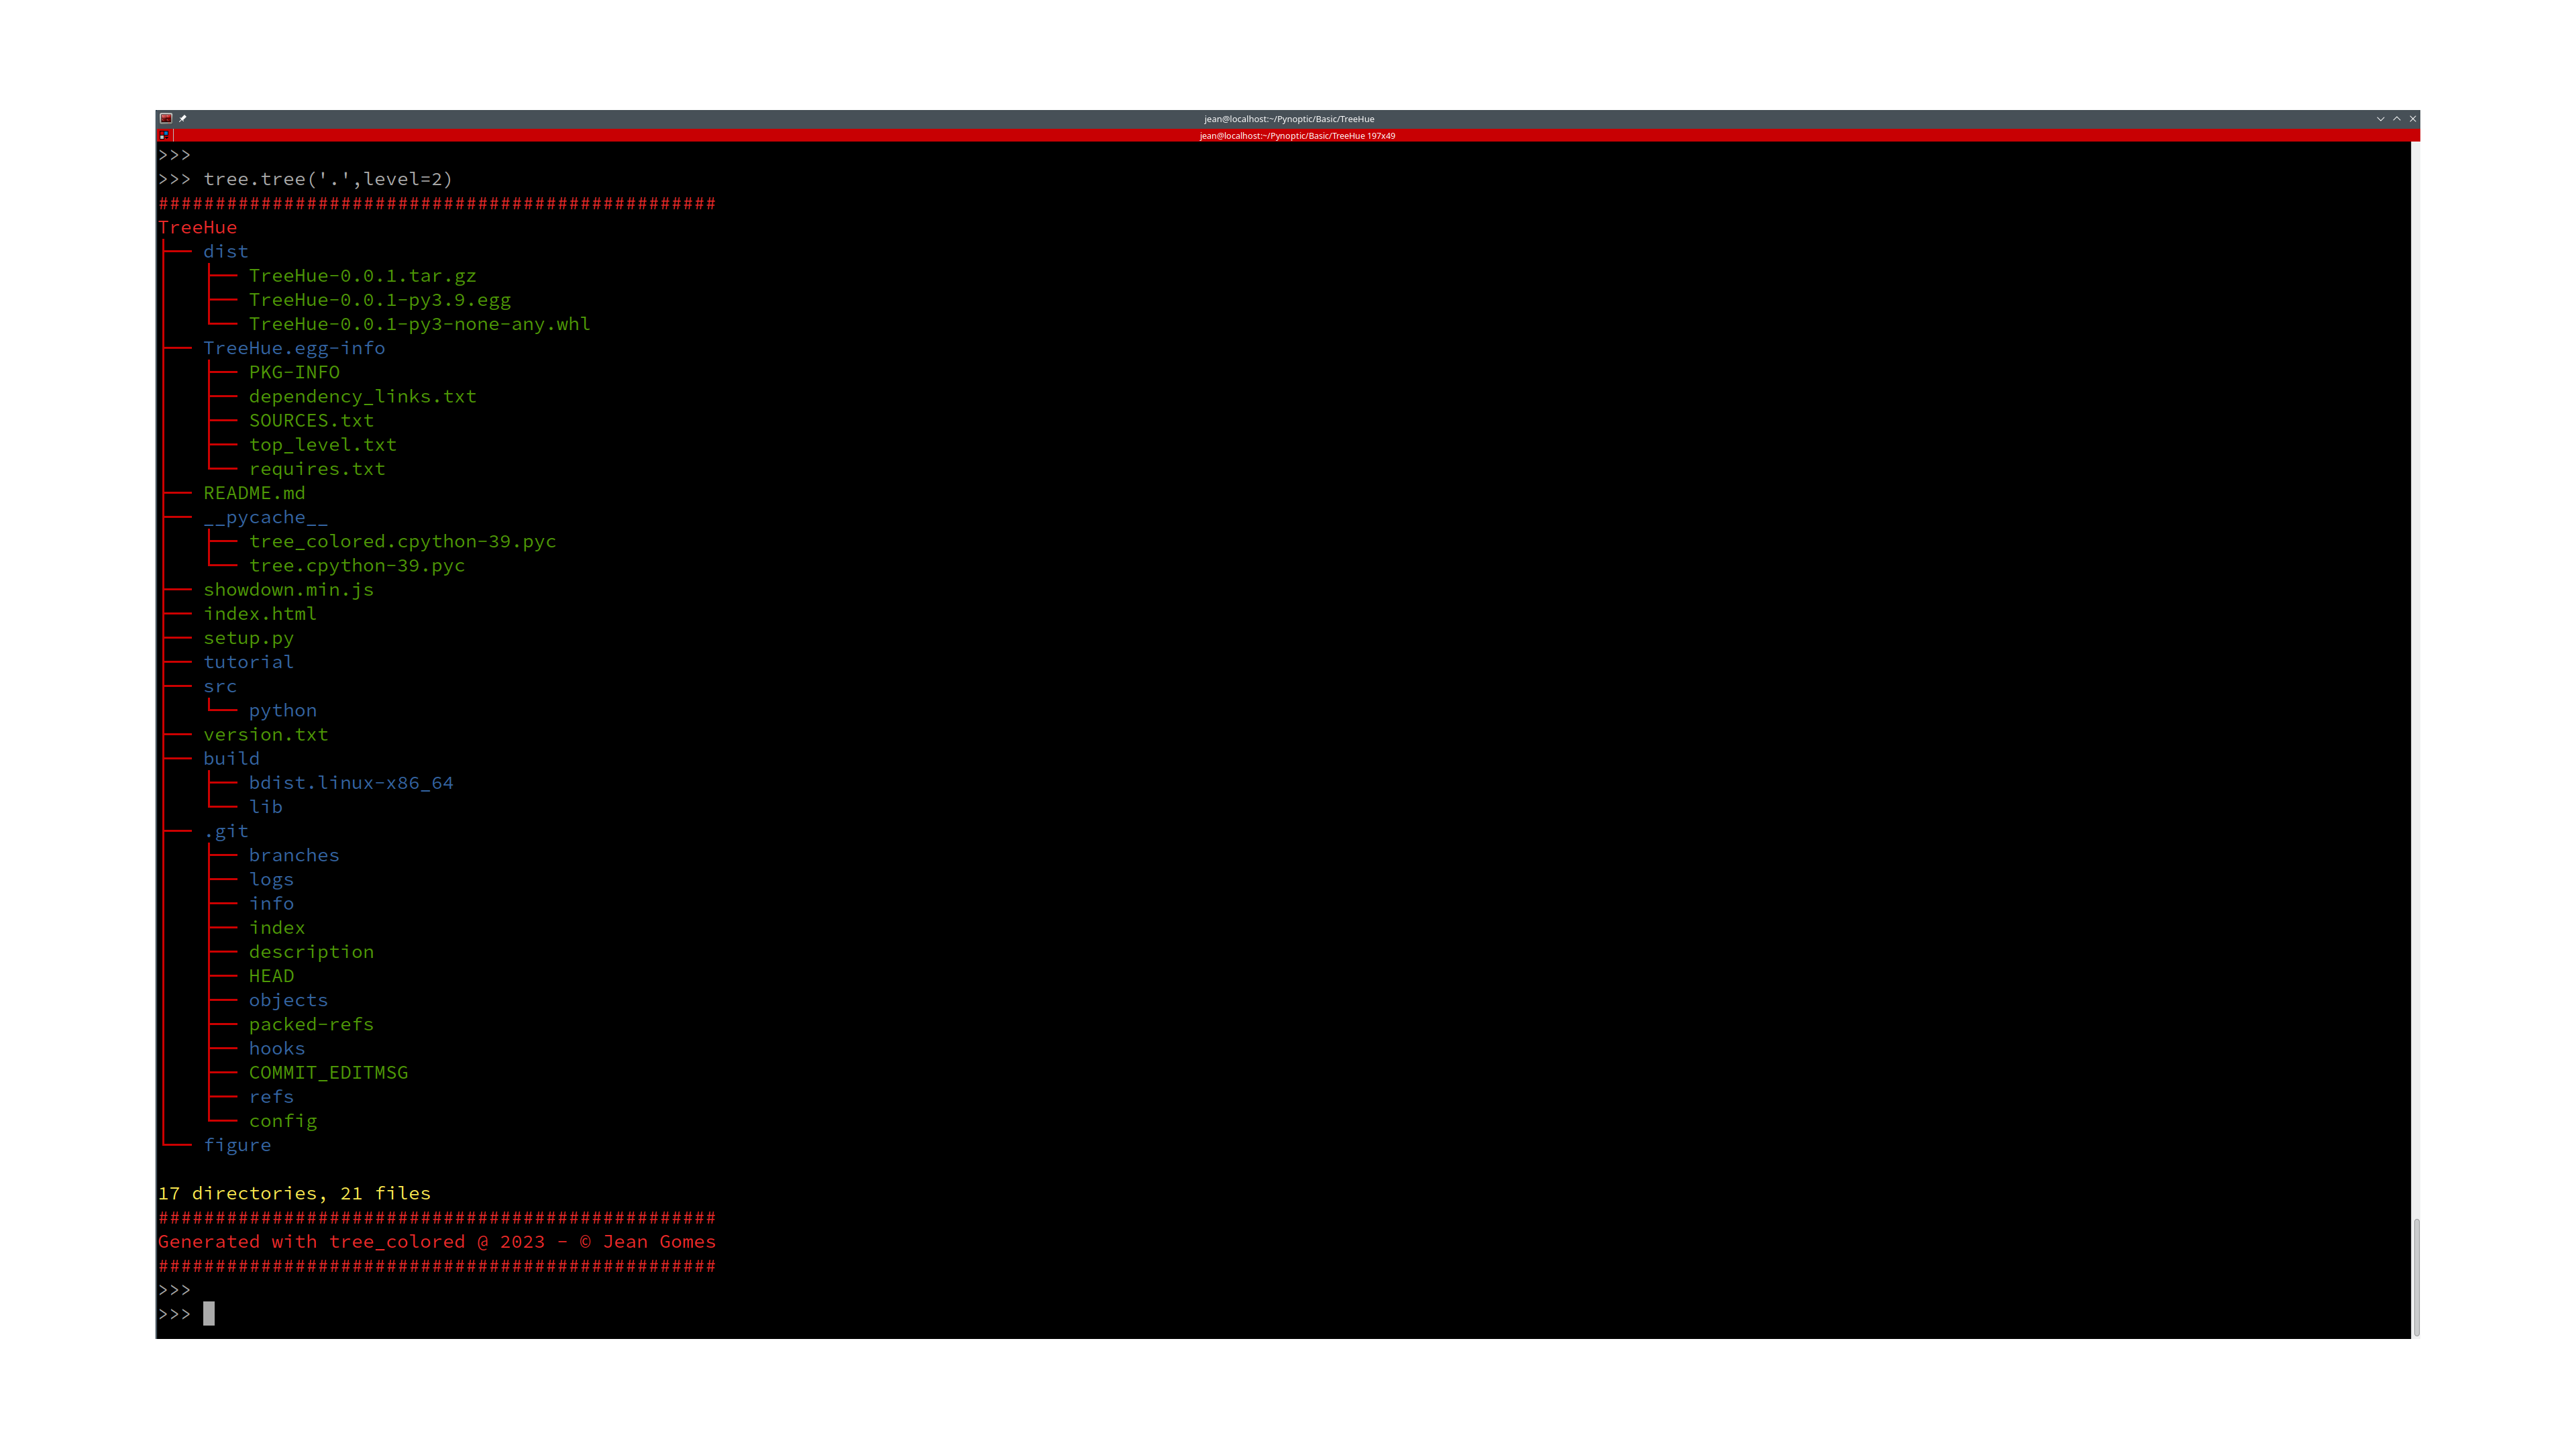 jean@localhost:~/Pynoptic/Basic/TreeHue
jean@localhost:~/Pynoptic/Basic/TreeHue 197x49
>>>
>>> tree.tree('.',level=2)
#################################################
TreeHue
├── dist
│   ├── TreeHue-0.0.1.tar.gz
│   ├── TreeHue-0.0.1-py3.9.egg
│   └── TreeHue-0.0.1-py3-none-any.whl
├── TreeHue.egg-info
│   ├── PKG-INFO
│   ├── dependency_links.txt
│   ├── SOURCES.txt
│   ├── top_level.txt
│   └── requires.txt
├── README.md
├── __pycache__
│   ├── tree_colored.cpython-39.pyc
│   └── tree.cpython-39.pyc
├── showdown.min.js
├── index.html
├── setup.py
├── tutorial
├── src
│   └── python
├── version.txt
├── build
│   ├── bdist.linux-x86_64
│   └── lib
├── .git
│   ├── branches
│   ├── logs
│   ├── info
│   ├── index
│   ├── description
│   ├── HEAD
│   ├── objects
│   ├── packed-refs
│   ├── hooks
│   ├── COMMIT_EDITMSG
│   ├── refs
│   └── config
└── figure
17 directories, 21 files
#################################################
Generated with tree_colored @ 2023 - © Jean Gomes
#################################################
>>>
>>>